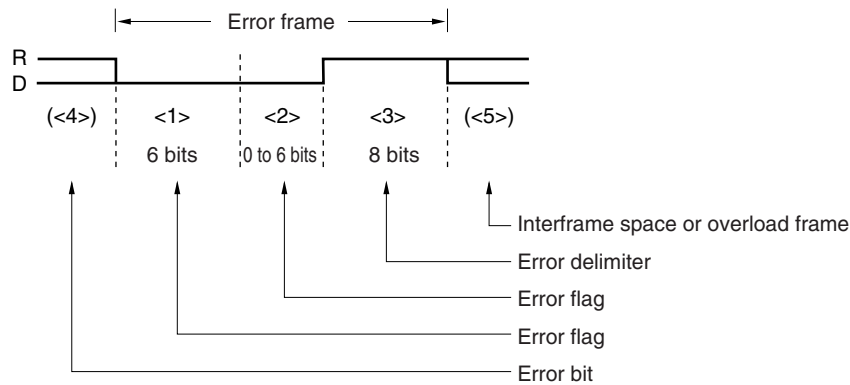 Error frame
R
D
(<4>) <1> <2> <3> (<5>)
6 bits 0 to 6 bits 8 bits
Interframe space or overload frame
Error delimiter
Error flag
Error flag
Error bit